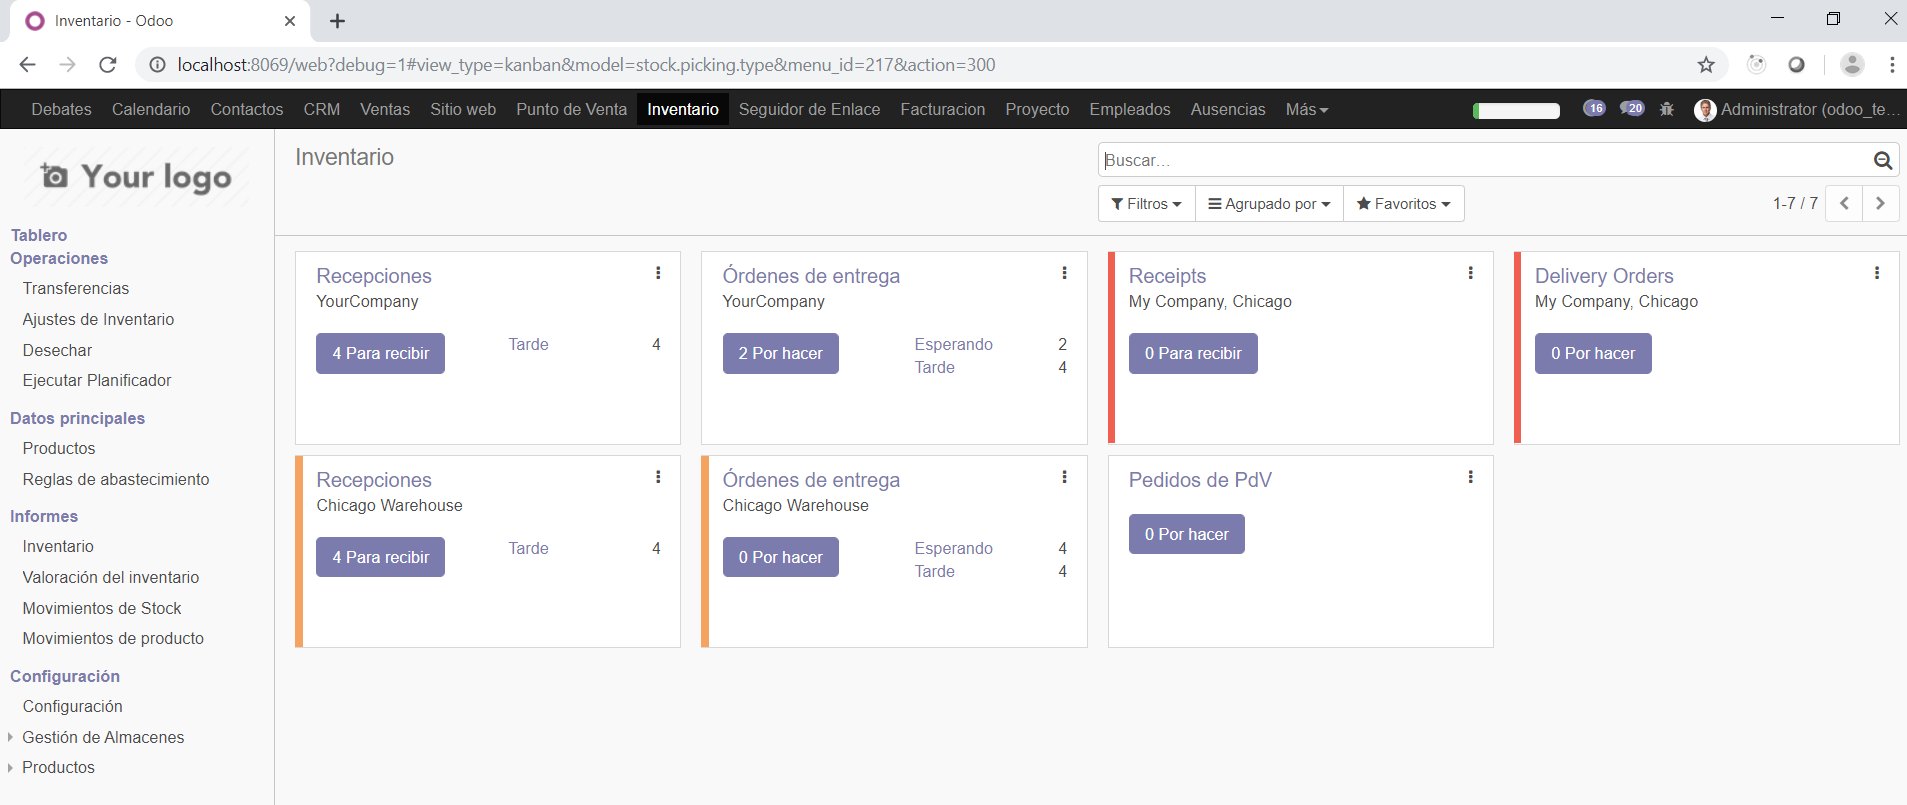 Inventario - Odoo
localhost:8069/web?debug=1#view_type=kanban&model=stock.picking.type&menu_id=217&action=300
Debates Calendario Contactos CRM Ventas Sitio web Punto de Venta Inventario Seguidor de Enlace Facturacion Proyecto Empleados Ausencias Más 16 20 Administrator (odoo_te...
Your logo
Inventario
Buscar...
Filtros Agrupado por Favoritos 1-7 / 7
Tablero
Operaciones
Transferencias
Ajustes de Inventario
Desechar
Ejecutar Planificador
Datos principales
Productos
Reglas de abastecimiento
Informes
Inventario
Valoración del inventario
Movimientos de Stock
Movimientos de producto
Configuración
Configuración
Gestión de Almacenes
Productos
Recepciones
YourCompany
4 Para recibir
Tarde 4
Órdenes de entrega
YourCompany
2 Por hacer
Esperando 2
Tarde 4
Receipts
My Company, Chicago
0 Para recibir
Delivery Orders
My Company, Chicago
0 Por hacer
Recepciones
Chicago Warehouse
4 Para recibir
Tarde 4
Órdenes de entrega
Chicago Warehouse
0 Por hacer
Esperando 4
Tarde 4
Pedidos de PdV
0 Por hacer